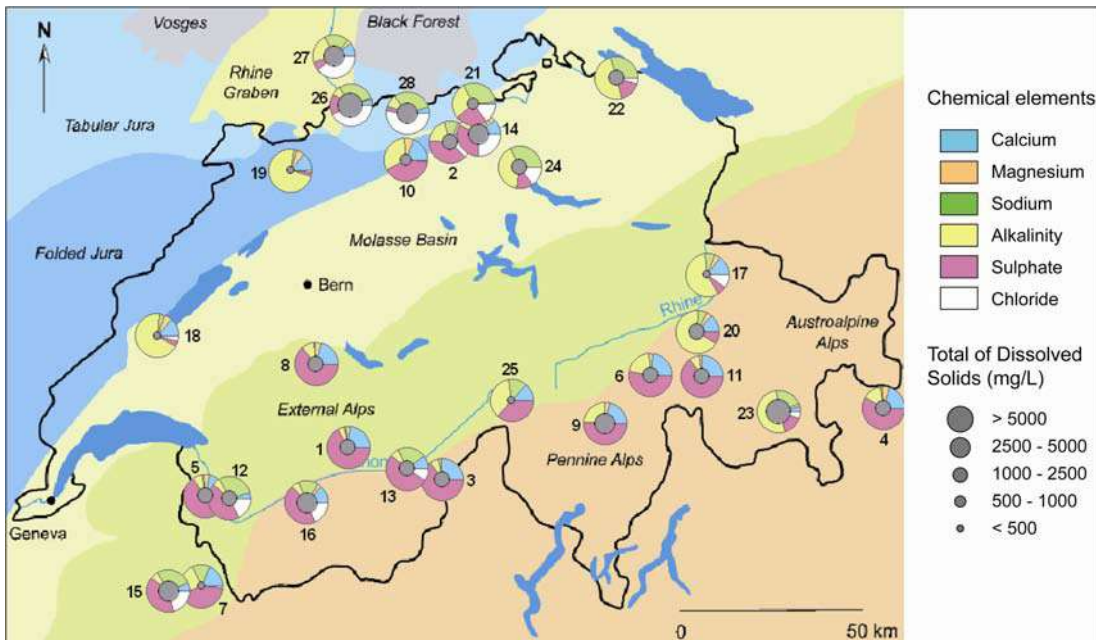 Vosges
Black Forest
N
27
Rhine
Graben
28
21
26
22
Tabular Jura
14
2
24
19
10
Folded Jura
Molasse Basin
Bern
17
Rhine
18
20
Austroalpine
Alps
8
25
6
11
External Alps
23
4
9
1
Pennine Alps
5
12
13
3
16
Geneva
15
7
0
50 km
Chemical elements
Calcium
Magnesium
Sodium
Alkalinity
Sulphate
Chloride
Total of Dissolved
Solids (mg/L)
> 5000
2500 - 5000
1000 - 2500
500 - 1000
< 500